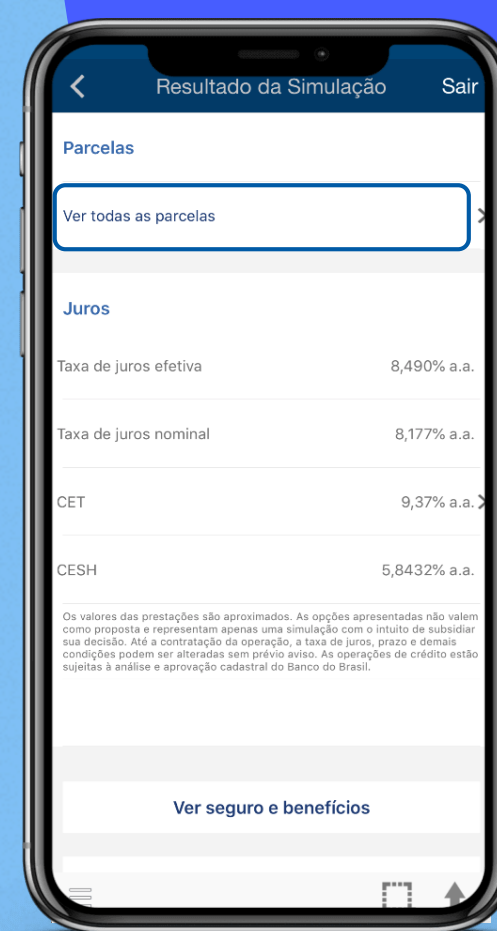 Resultado da Simulação Sair
Parcelas
Ver todas as parcelas
Juros
Taxa de juros efetiva 8,490% a.a.
Taxa de juros nominal 8,177% a.a.
CET 9,37% a.a.
CESH 5,8432% a.a.
Os valores das prestações são aproximados. As opções apresentadas não valem
como proposta e representam apenas uma simulação com o intuito de subsidiar
sua decisão. Até a contratação da operação, a taxa de juros, prazo e demais
condições podem ser alteradas sem prévio aviso. As operações de crédito estão
sujeitas à análise e aprovação cadastral do Banco do Brasil.
Ver seguro e benefícios